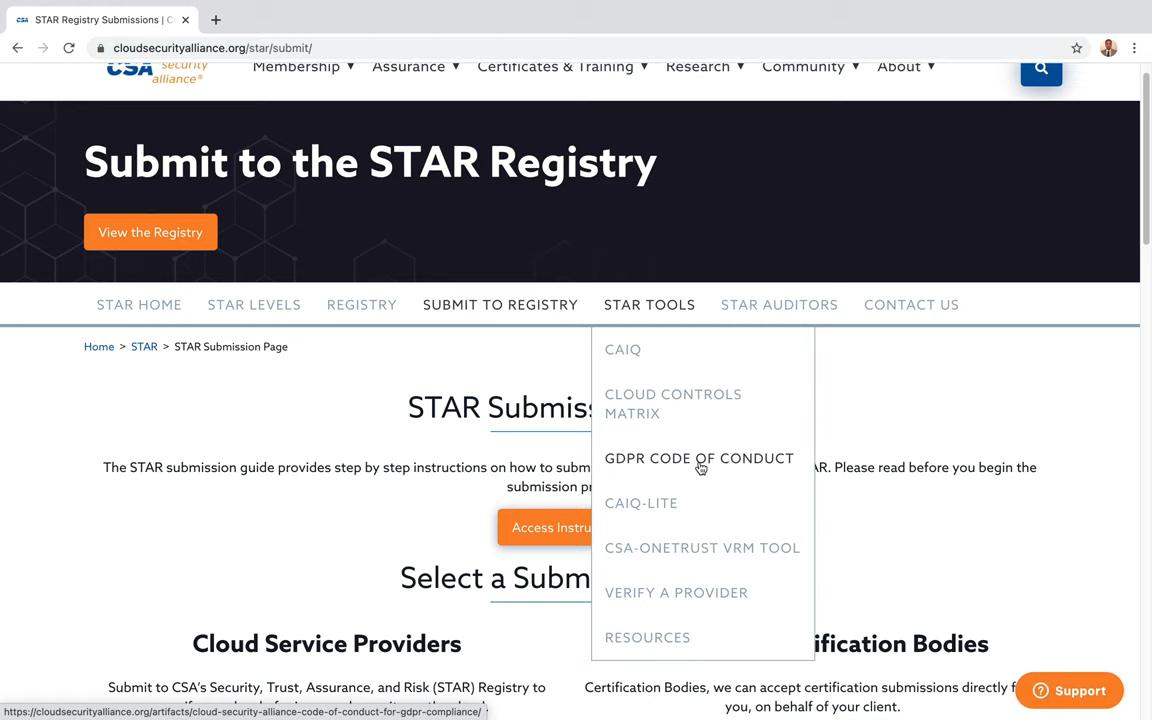 STAR Registry Submissions | C
cloudsecurityalliance.org/star/submit/
CSA security alliance®
Membership ▼ Assurance ▼ Certificates & Training ▼ Research ▼ Community ▼ About ▼
Submit to the STAR Registry
View the Registry
STAR HOME STAR LEVELS REGISTRY SUBMIT TO REGISTRY STAR TOOLS STAR AUDITORS CONTACT US
Home > STAR > STAR Submission Page
CAIQ
CLOUD CONTROLS
MATRIX
GDPR CODE OF CONDUCT
CAIQ-LITE
CSA-ONETRUST VRM TOOL
VERIFY A PROVIDER
RESOURCES
STAR Submiss
The STAR submission guide provides step by step instructions on how to subm AR. Please read before you begin the
submission pr
Access Instru
Select a Subm
Cloud Service Providers
Submit to CSA's Security, Trust, Assurance, and Risk (STAR) Registry to
ification Bodies
Certification Bodies, we can accept certification submissions directly f
you, on behalf of your client.
Support
https://cloudsecurityalliance.org/artifacts/cloud-security-alliance-code-of-conduct-for-gdpr-compliance/